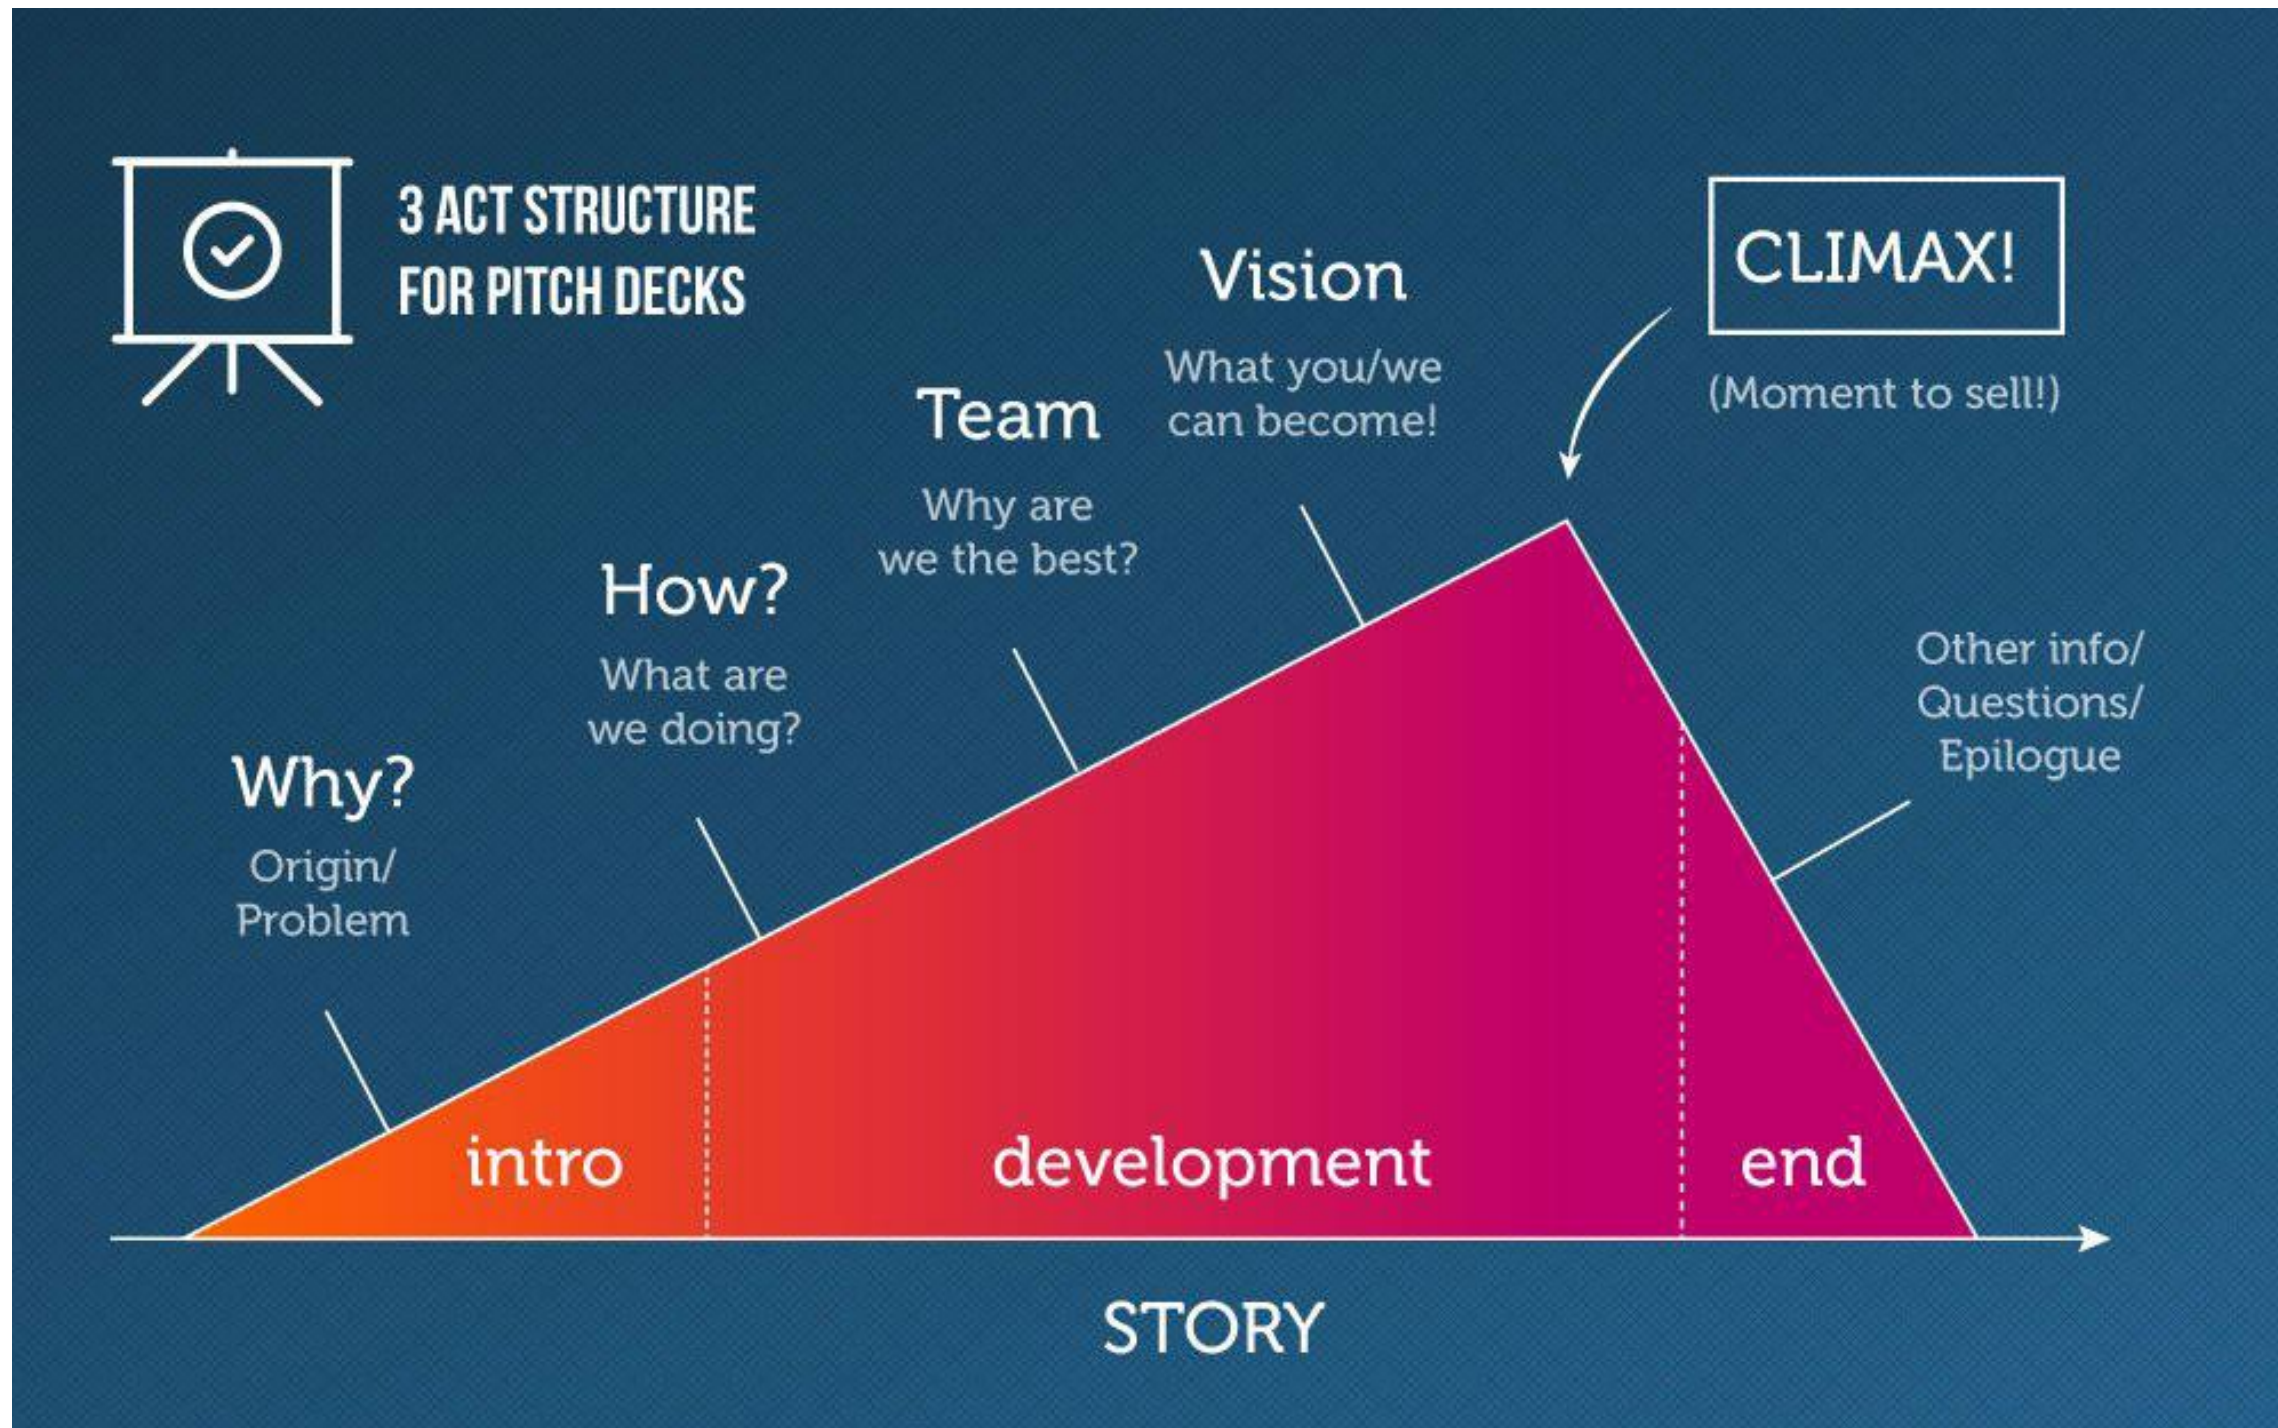 3 ACT STRUCTURE
FOR PITCH DECKS
Why?
Origin/
Problem
How?
What are
we doing?
Team
Why are
we the best?
Vision
What you/we
can become!
CLIMAX!
(Moment to sell!)
Other info/
Questions/
Epilogue
intro
development
end
STORY